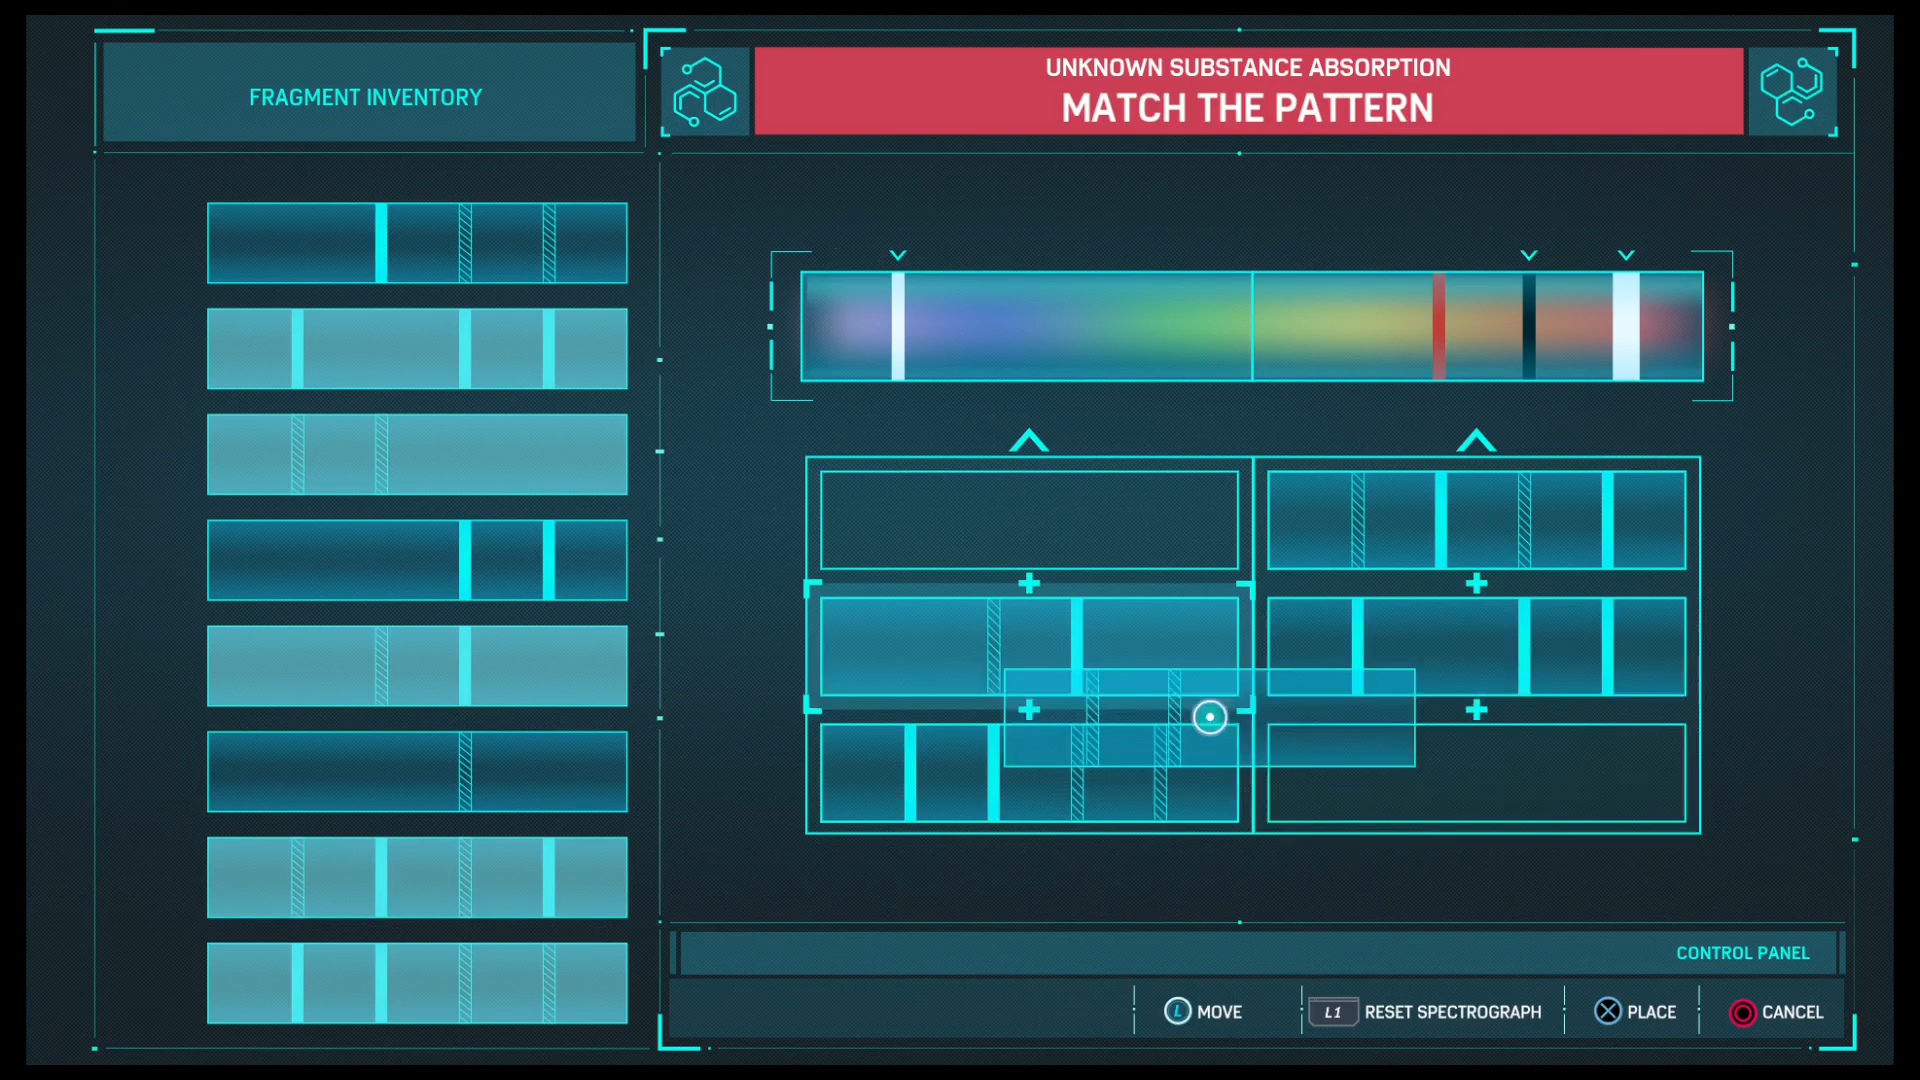 FRAGMENT INVENTORY
UNKNOWN SUBSTANCE ABSORPTION
MATCH THE PATTERN
CONTROL PANEL
L MOVE
L1 RESET SPECTROGRAPH
PLACE
CANCEL